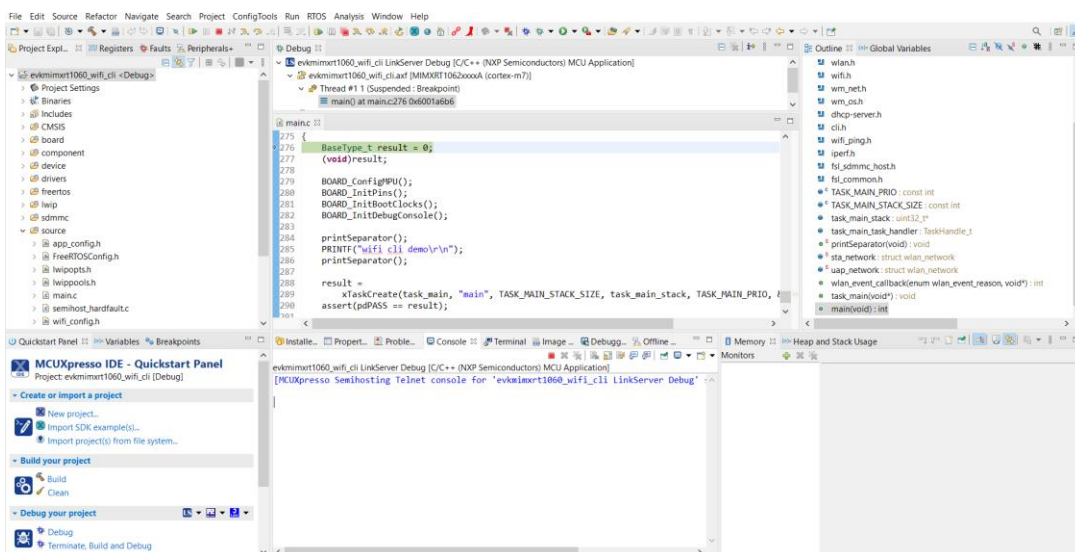 File Edit Source Refactor Navigate Search Project ConfigTools Run RTOS Analysis Window Help
Project Expl... Registers Faults Peripherals+
evkmimxrt1060_wifi_cli <Debug>
Project Settings
Binaries
Includes
CMSIS
board
component
device
drivers
freertos
lwip
sdmmc
source
app_config.h
FreeRTOSConfig.h
lwipopts.h
lwippools.h
main.c
semihost_hardfault.c
wifi_config.h
Debug
evkmimxrt1060_wifi_cli LinkServer Debug [C/C++ (NXP Semiconductors) MCU Application]
evkmimxrt1060_wifi_cli.axf [MIMXRT1062xxxxA (cortex-m7)]
Thread #1 1 (Suspended : Breakpoint)
main() at main.c:276 0x6001a6b6
main.c
275 {
276 BaseType_t result = 0;
277 (void)result;
278
279 BOARD_ConfigMPU();
280 BOARD_InitPins();
281 BOARD_InitBootClocks();
282 BOARD_InitDebugConsole();
283
284 printSeparator();
285 PRINTF("wifi cli demo\r\n");
286 printSeparator();
287
288 result =
289 xTaskCreate(task_main, "main", TASK_MAIN_STACK_SIZE, task_main_stack, TASK_MAIN_PRIO, &
290 assert(pdPASS == result);
291
Outline Global Variables
wlan.h
wifi.h
wm_net.h
wm_os.h
dhcp-server.h
cli.h
wifi_ping.h
iperf.h
fsl_sdmmc_host.h
fsl_common.h
TASK_MAIN_PRIO : const int
TASK_MAIN_STACK_SIZE : const int
task_main_stack : uint32_t*
task_main_task_handler : TaskHandle_t
printSeparator(void) : void
sta_network : struct wlan_network
uap_network : struct wlan_network
wlan_event_callback(enum wlan_event_reason, void*) : int
task_main(void*) : void
main(void) : int
Quickstart Panel Variables Breakpoints
MCUXpresso IDE - Quickstart Panel
IDE Project: evkmimxrt1060_wifi_cli [Debug]
Create or import a project
New project...
Import SDK example(s)...
Import project(s) from file system...
Build your project
Build
Clean
Debug your project
Debug
Terminate, Build and Debug
Installe... Propert... Proble... Console Terminal Image ... Debugg... Offline ...
evkmimxrt1060_wifi_cli LinkServer Debug [C/C++ (NXP Semiconductors) MCU Application]
[MCUXpresso Semihosting Telnet console for 'evkmimxrt1060_wifi_cli LinkServer Debug'
Memory Heap and Stack Usage
Monitors